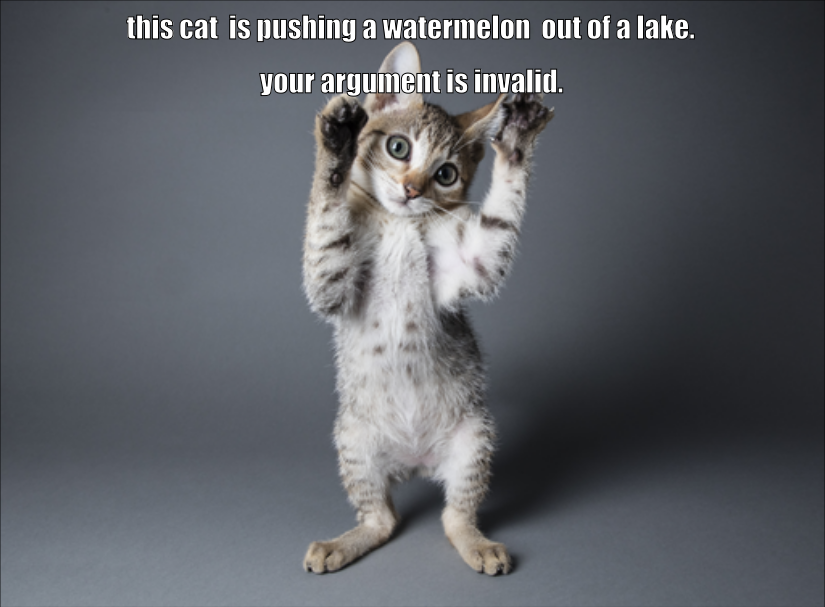 this cat is pushing a watermelon out of a lake.
your argument is invalid.